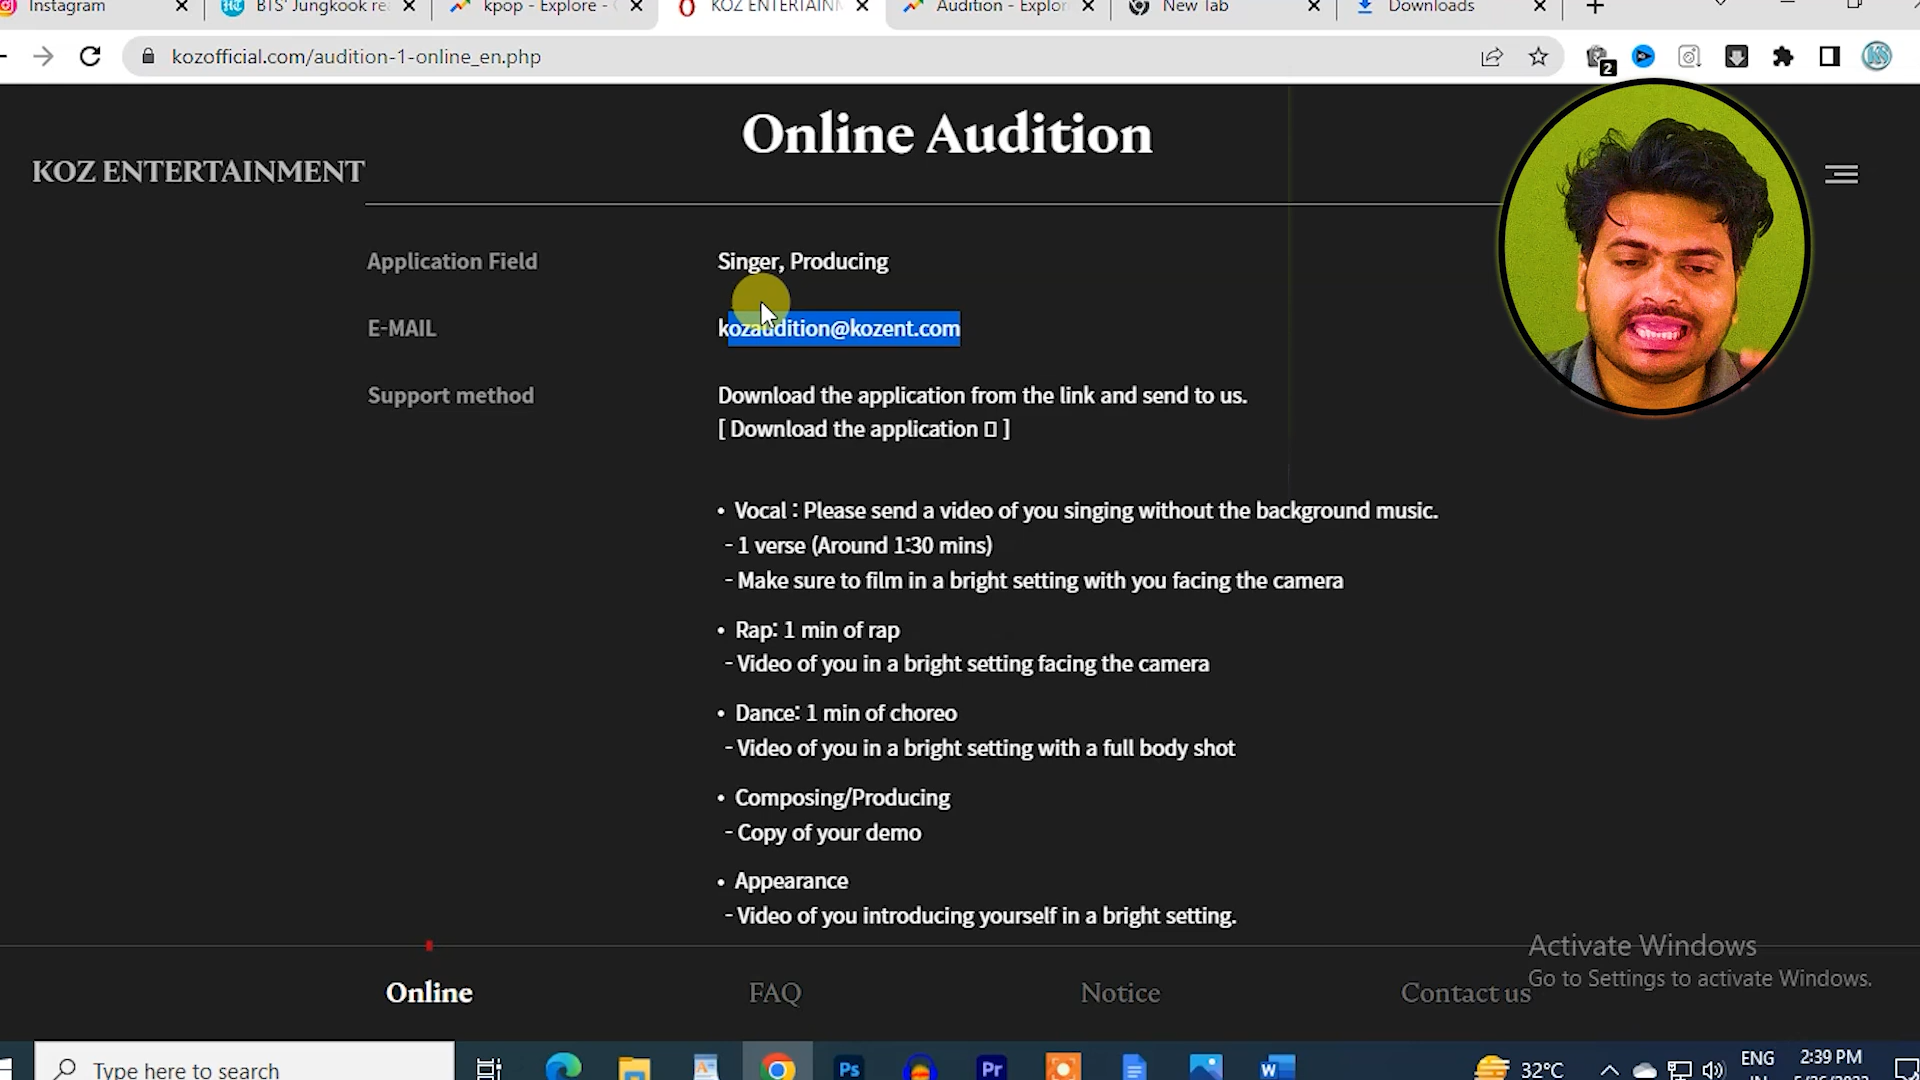 Instagram
BTS' Jungkook re
kpop - Explore -
KOZ ENTERTAINM
Audition - Explor
New Tab
Downloads
kozofficial.com/audition-1-online_en.php
2
Online Audition
KOZ ENTERTAINMENT
Application Field
Singer, Producing
E-MAIL
kozaudition@kozent.com
Support method
Download the application from the link and send to us.
[ Download the application ]
• Vocal : Please send a video of you singing without the background music.
- 1 verse (Around 1:30 mins)
- Make sure to film in a bright setting with you facing the camera
• Rap: 1 min of rap
- Video of you in a bright setting facing the camera
• Dance: 1 min of choreo
- Video of you in a bright setting with a full body shot
• Composing/Producing
- Copy of your demo
• Appearance
- Video of you introducing yourself in a bright setting.
Activate Windows
Go to Settings to activate Windows.
Online
FAQ
Notice
Contact us
Type here to search
Ps
Pr
W
32°C
ENG
2:39 PM